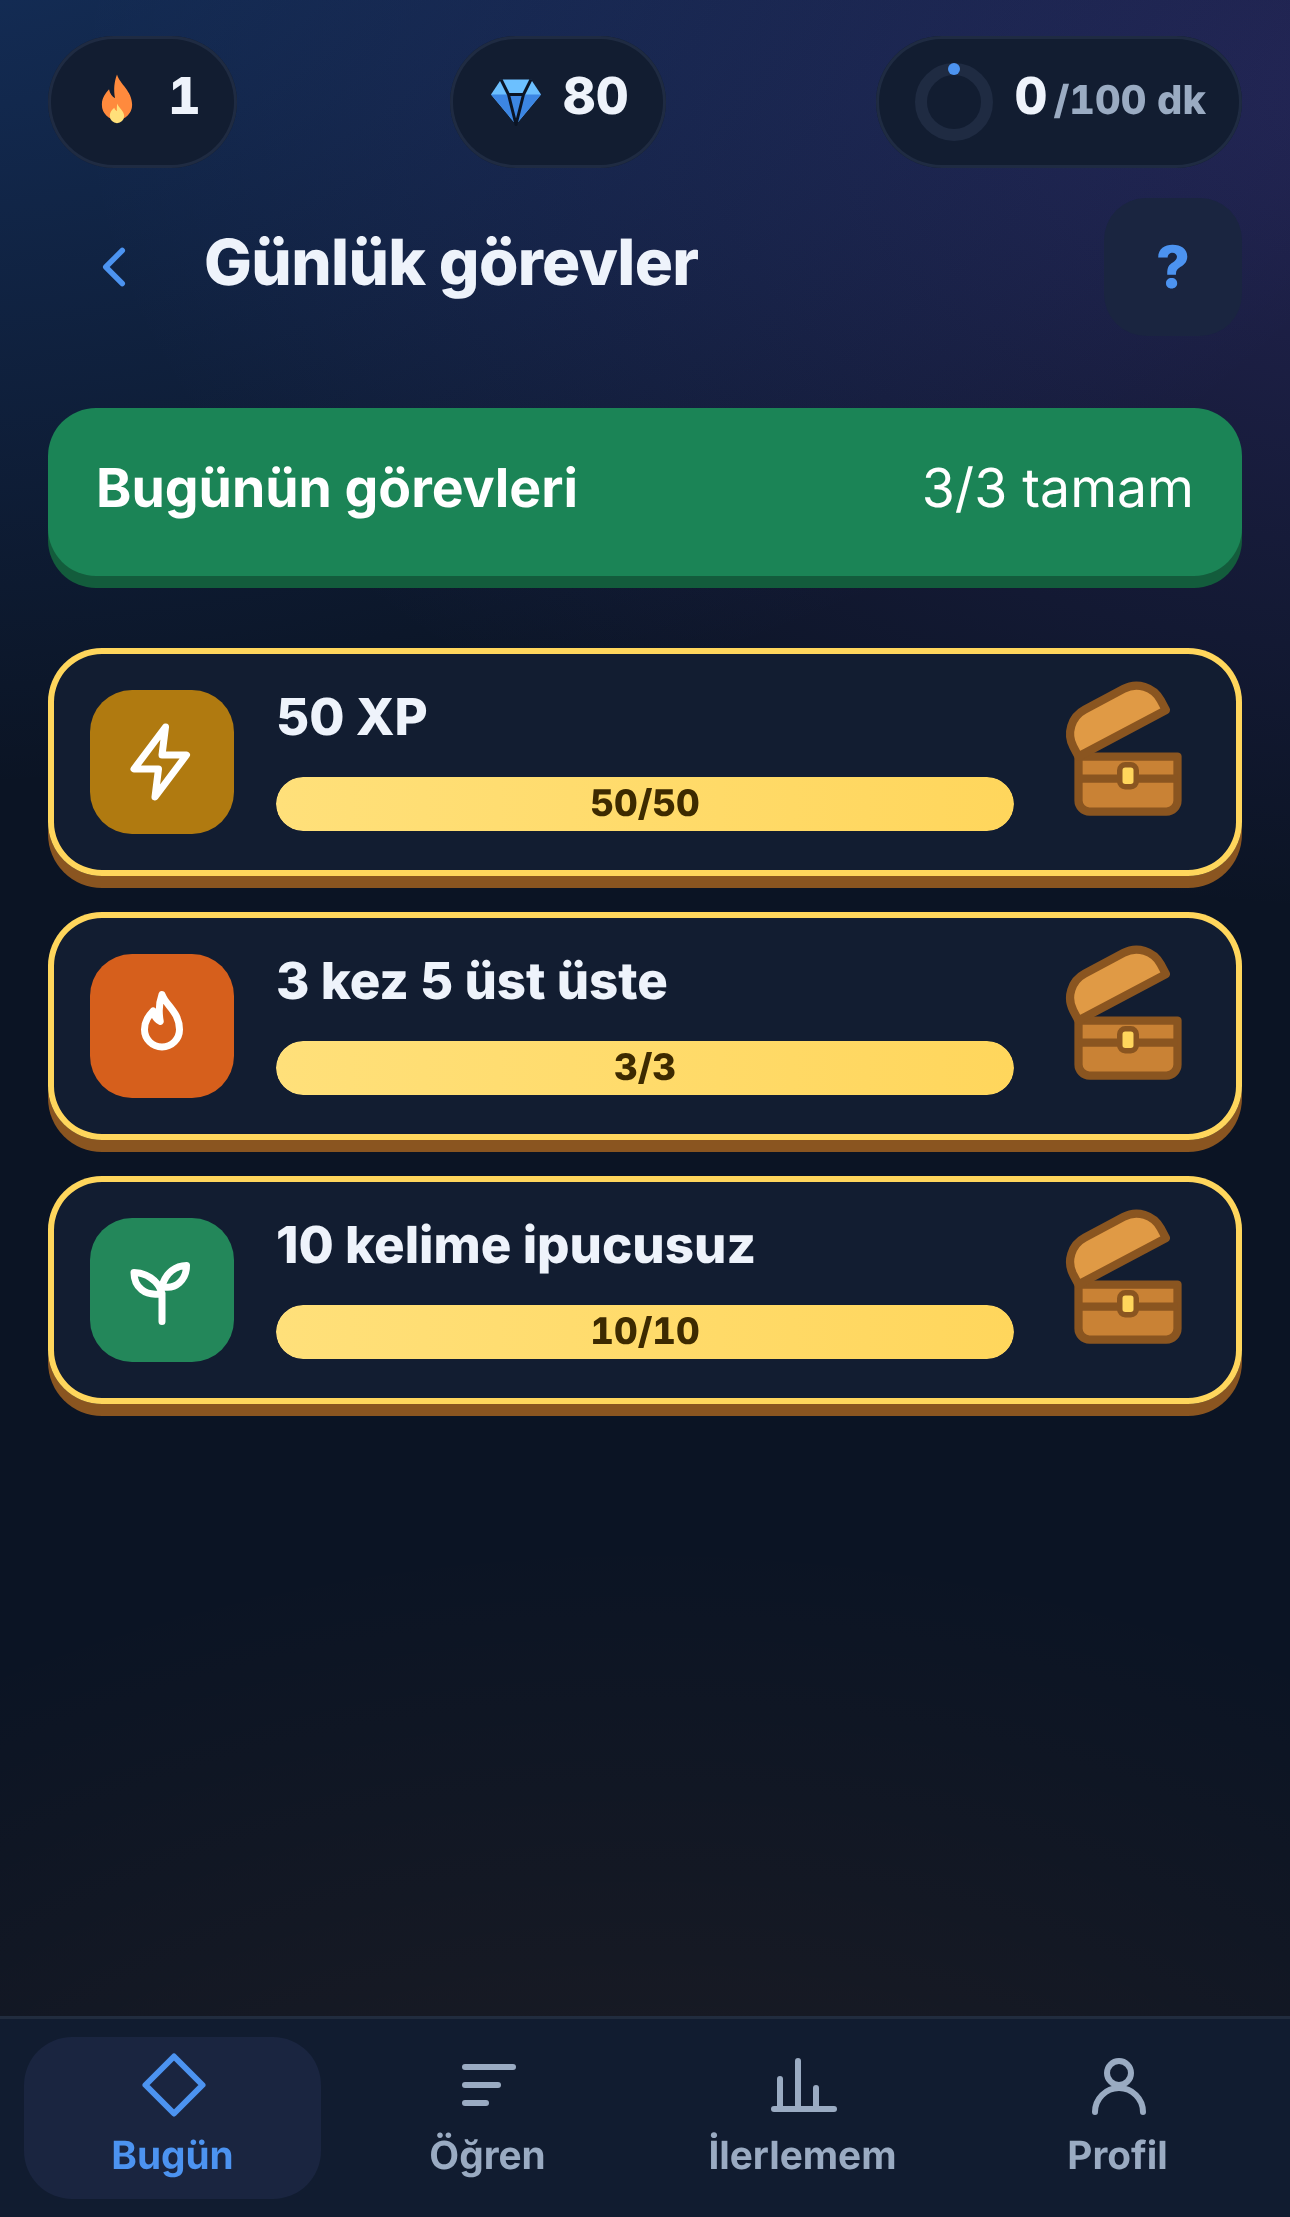 1
80
0/100 dk
Günlük görevler
?
Bugünün görevleri
3/3 tamam
50 XP
50/50
3 kez 5 üst üste
3/3
10 kelime ipucusuz
10/10
Bugün
Öğren
İlerlemem
Profil